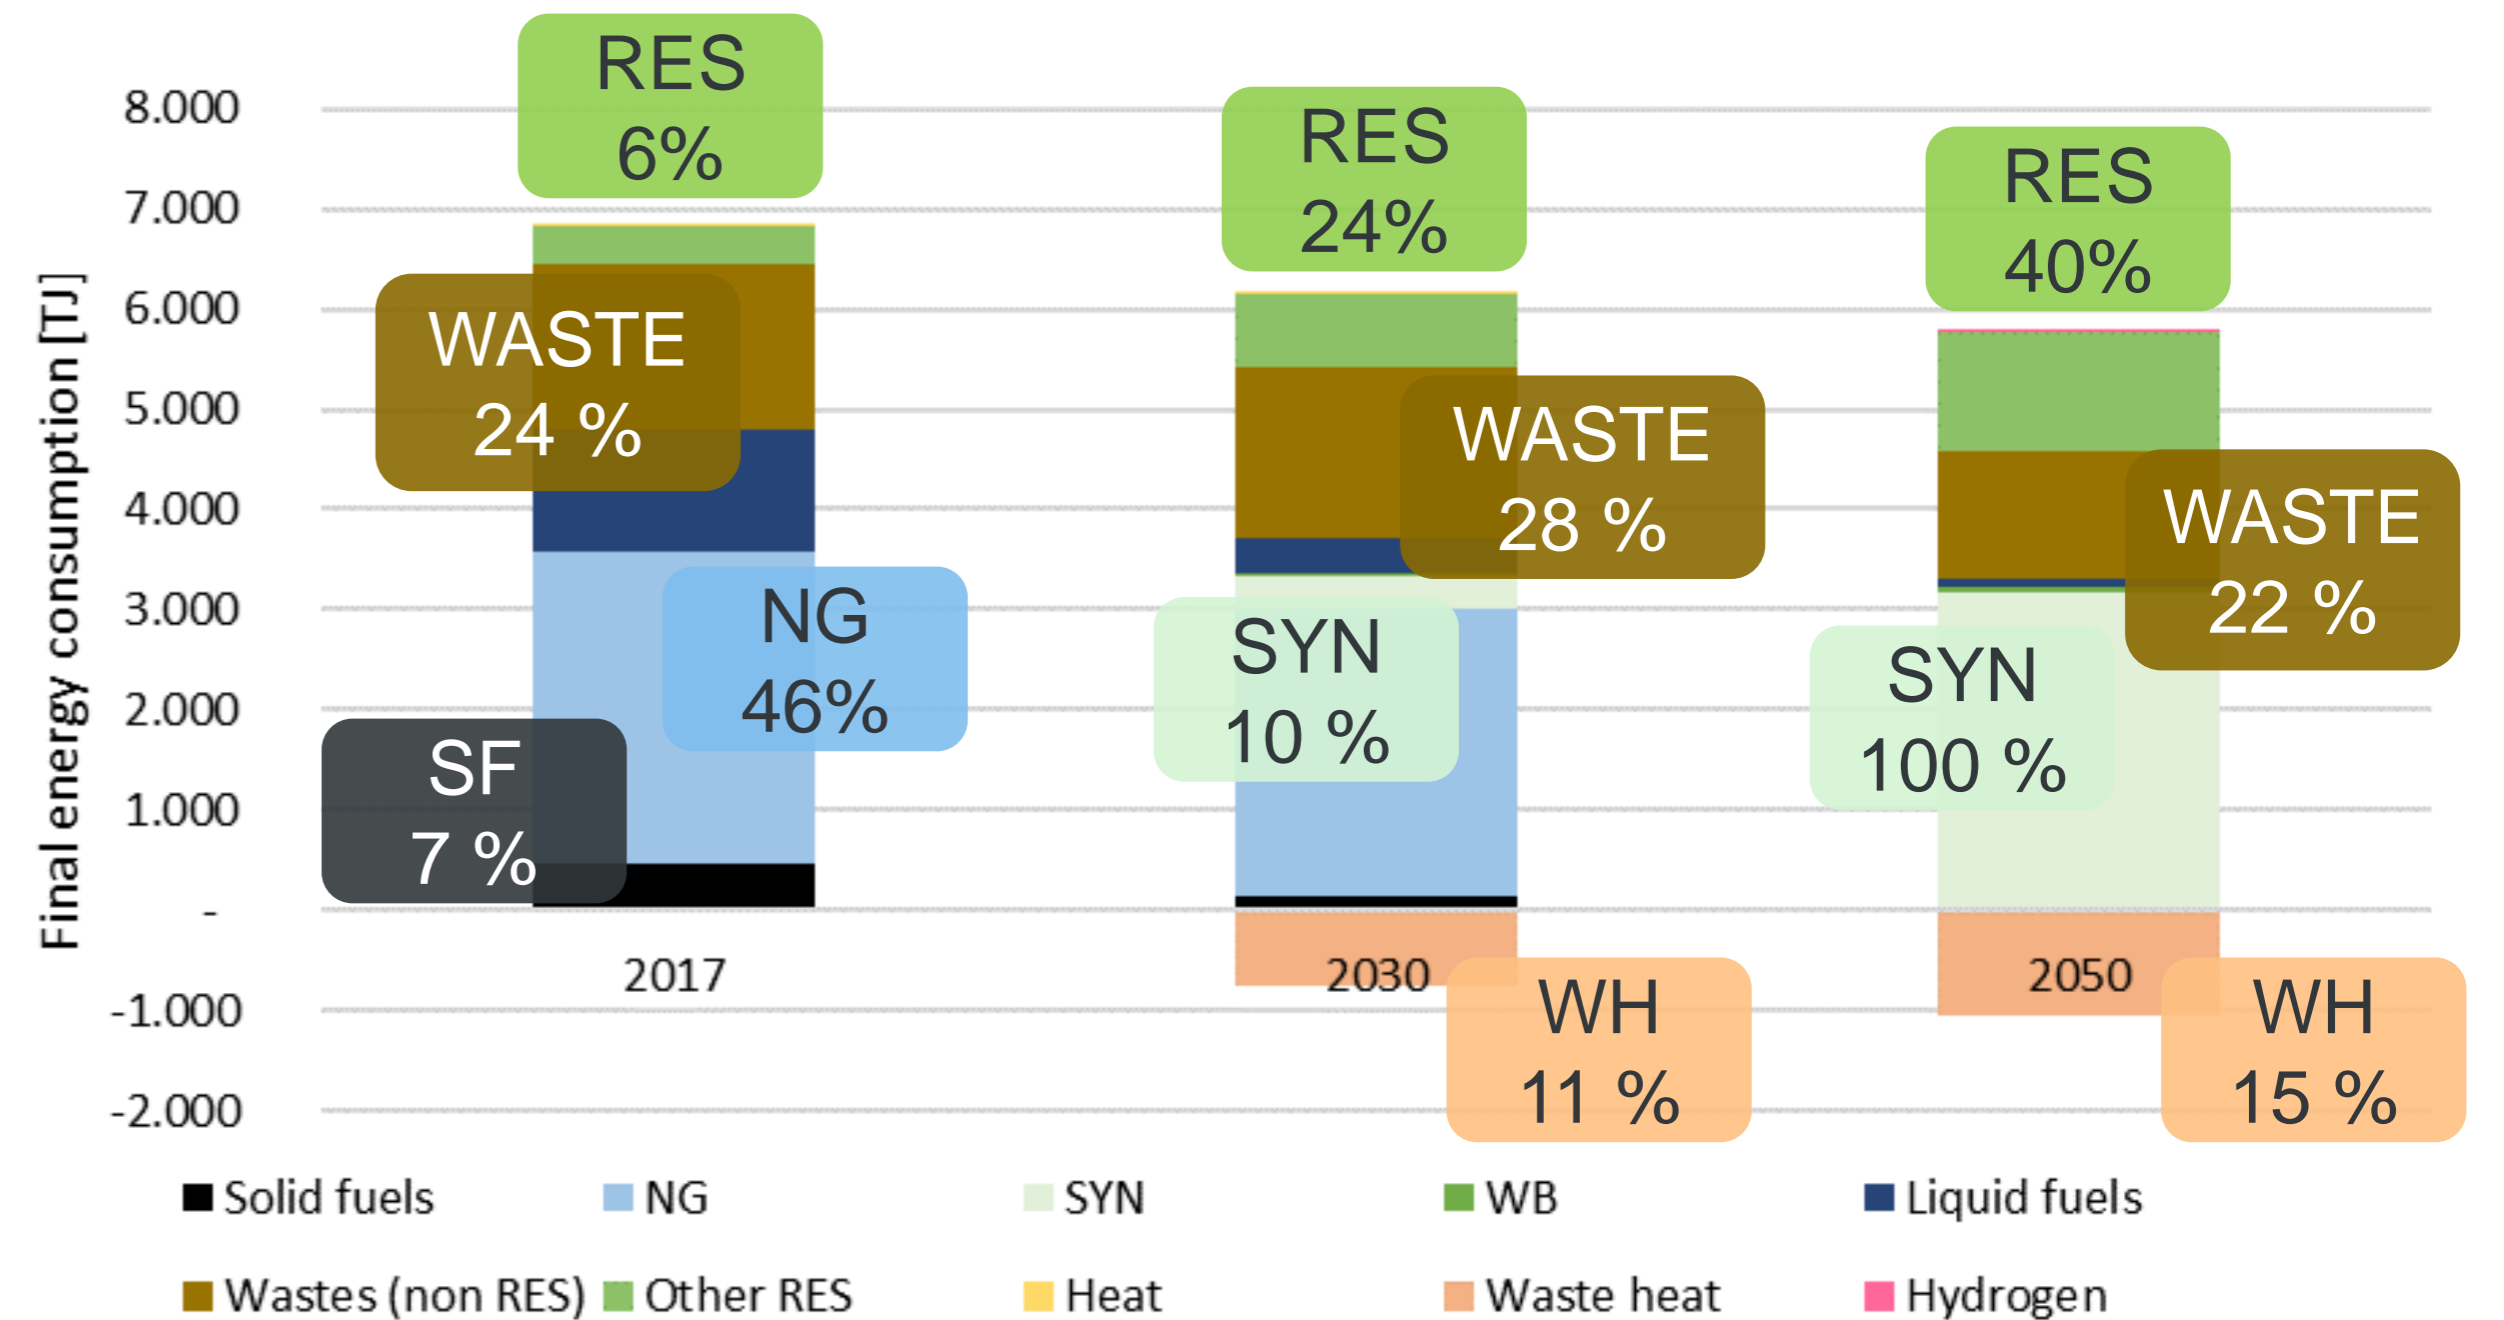 Final energy consumption [TJ]
8.000
7.000
6.000
5.000
4.000
3.000
2.000
1.000
-
-1.000
-2.000
RES
6%
WASTE
24 %
NG
46%
SF
7 %
2017
RES
24%
WASTE
28 %
SYN
10 %
2030
WH
11 %
RES
40%
WASTE
22 %
SYN
100 %
2050
WH
15 %
Solid fuels
NG
SYN
WB
Liquid fuels
Wastes (non RES)
Other RES
Heat
Waste heat
Hydrogen